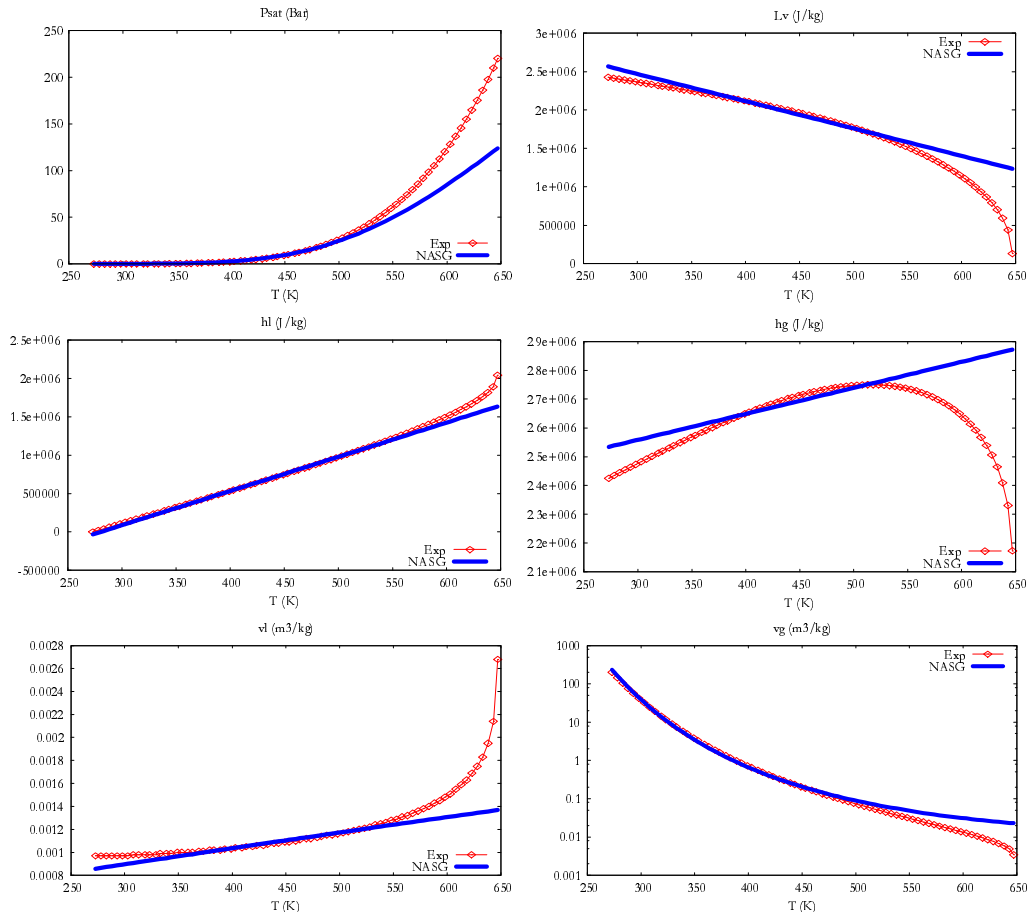 Psat (Bar)
250
200
150
100
50
0
Exp
NASG
250 300 350 400 450 500 550 600 650
T (K)
Lv (J/kg)
3e+006
2.5e+006
2e+006
1.5e+006
1e+006
500000
0
Exp
NASG
250 300 350 400 450 500 550 600 650
T (K)
hl (J/kg)
2.5e+006
2e+006
1.5e+006
1e+006
500000
0
-500000
Exp
NASG
250 300 350 400 450 500 550 600 650
T (K)
hg (J/kg)
2.9e+006
2.8e+006
2.7e+006
2.6e+006
2.5e+006
2.4e+006
2.3e+006
2.2e+006
2.1e+006
Exp
NASG
250 300 350 400 450 500 550 600 650
T (K)
vl (m3/kg)
0.0028
0.0026
0.0024
0.0022
0.002
0.0018
0.0016
0.0014
0.0012
0.001
0.0008
Exp
NASG
250 300 350 400 450 500 550 600 650
T (K)
vg (m3/kg)
1000
100
10
1
0.1
0.01
0.001
Exp
NASG
250 300 350 400 450 500 550 600 650
T (K)